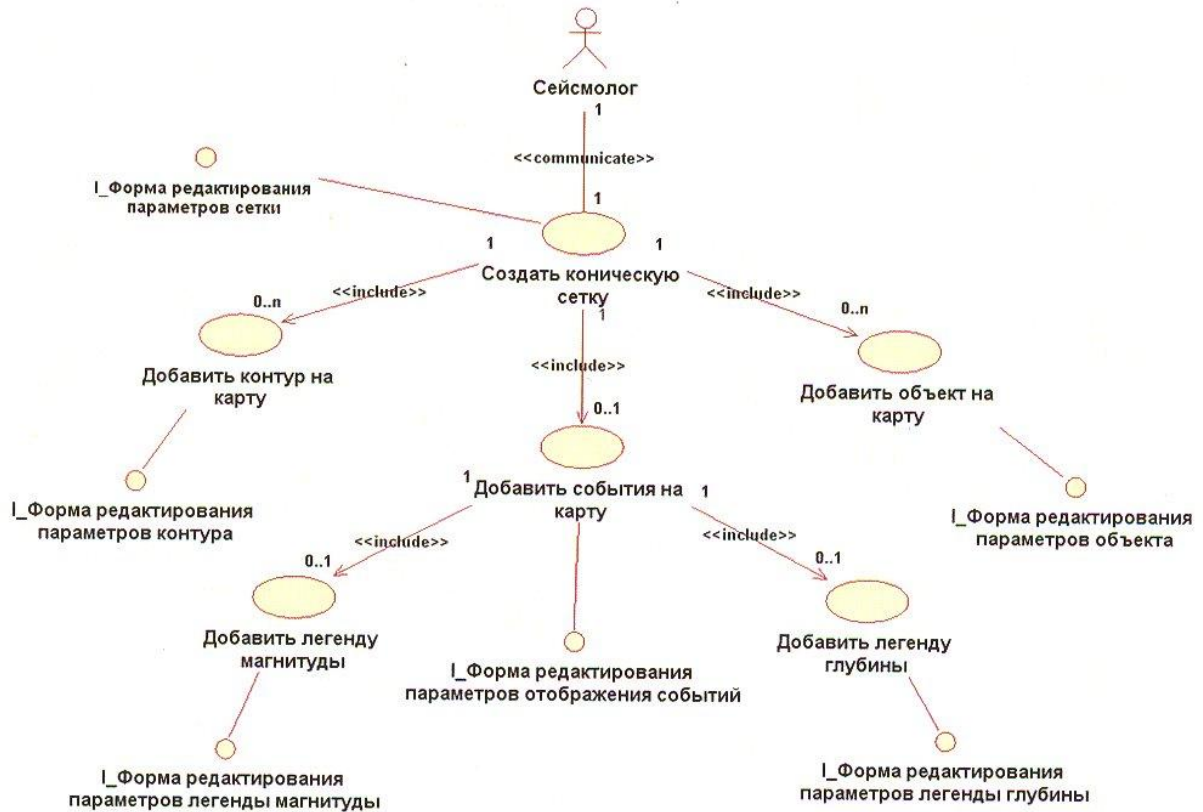 Сейсмолог
1
<<communicate>>
I_Форма редактирования
параметров сетки
1
1
1
Создать коническую
сетку
<<include>>
<<include>>
0..n
1
0..n
<<include>>
Добавить контур на
карту
Добавить объект на
карту
0..1
1
Добавить события на
карту
1
I_Форма редактирования
параметров контура
I_Форма редактирования
параметров объекта
<<include>>
<<include>>
0..1
0..1
Добавить легенду
магнитуды
Добавить легенду
глубины
I_Форма редактирования
параметров отображения событий
I_Форма редактирования
параметров легенды магнитуды
I_Форма редактирования
параметров легенды глубины